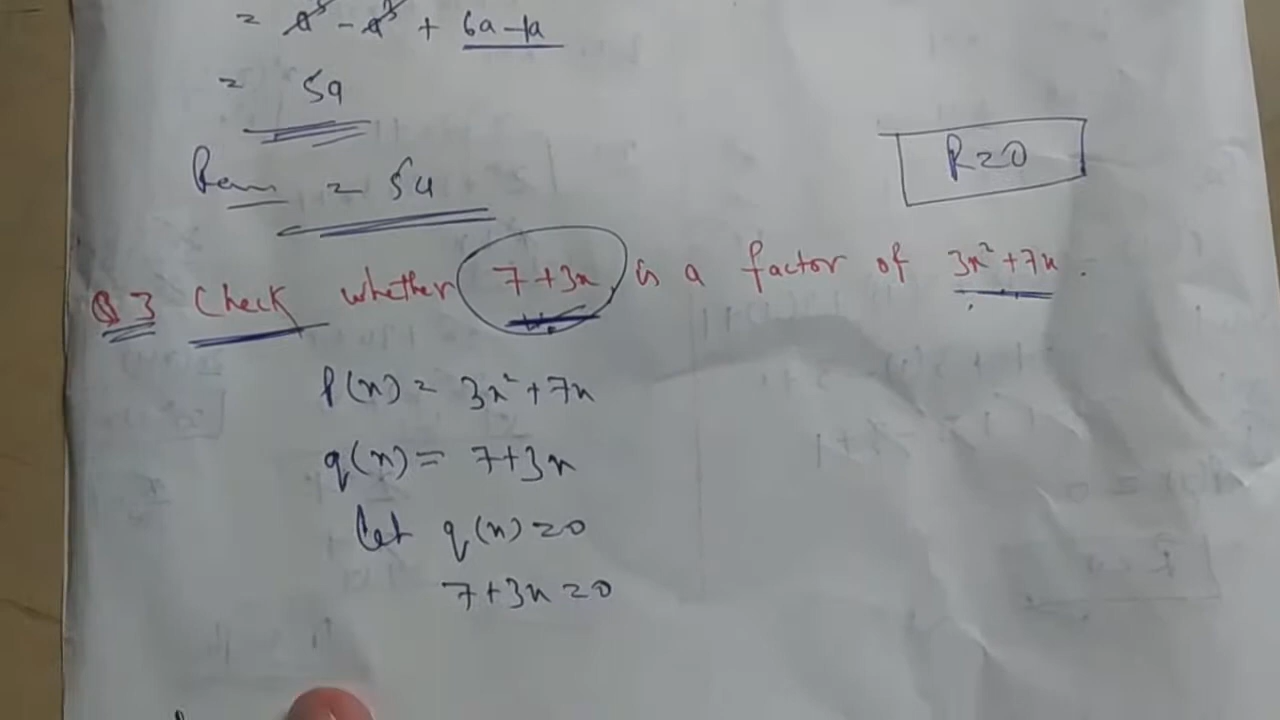 = a³ - a³ + 6a - 1a
= 5a
Rem = 5a
R=0
Q3 Check whether 7+3x is a factor of 3x²+7x.
P(x) = 3x²+7x
q(x) = 7+3x
let q(x)=0
7+3x=0